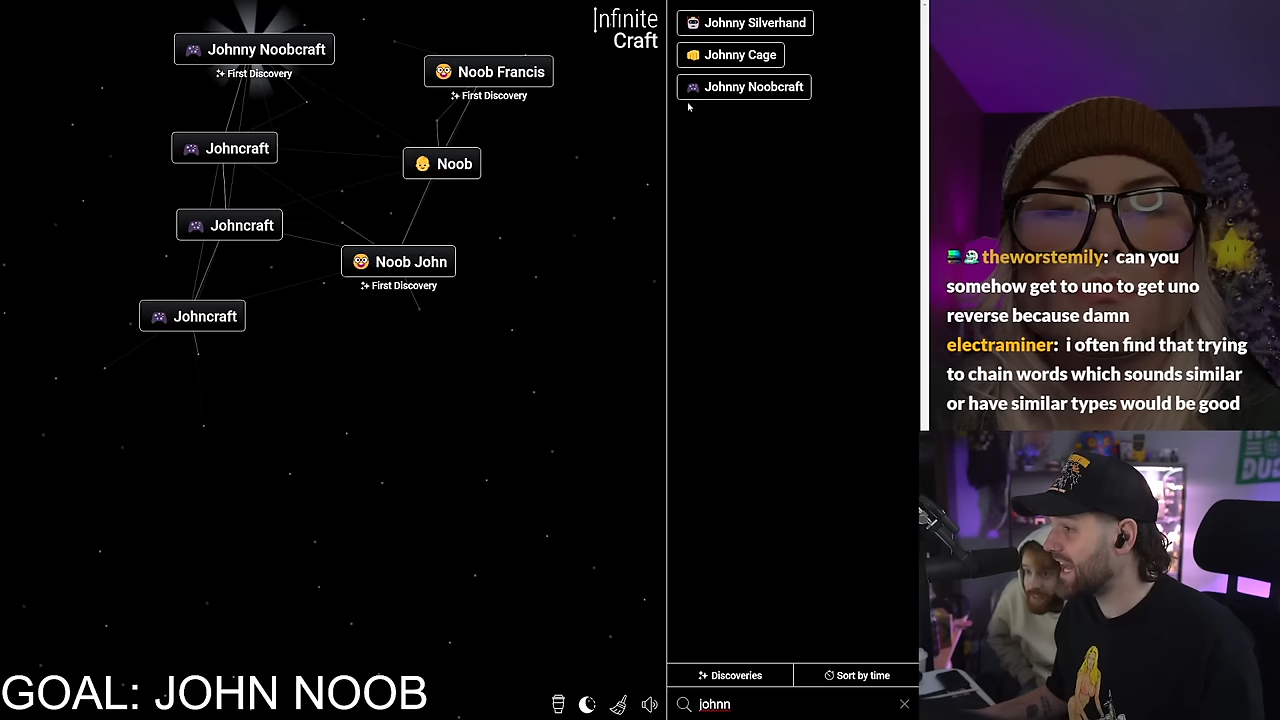 Infinite
Craft
Johnny Noobcraft
First Discovery
Noob Francis
First Discovery
Johncraft
Noob
Johncraft
Noob John
First Discovery
Johncraft
Johnny Silverhand
Johnny Cage
Johnny Noobcraft
Discoveries
Sort by time
johnn
GOAL: JOHN NOOB
theworstemily: can you
somehow get to uno to get uno
reverse because damn
electraminer: i often find that trying
to chain words which sounds similar
or have similar types would be good